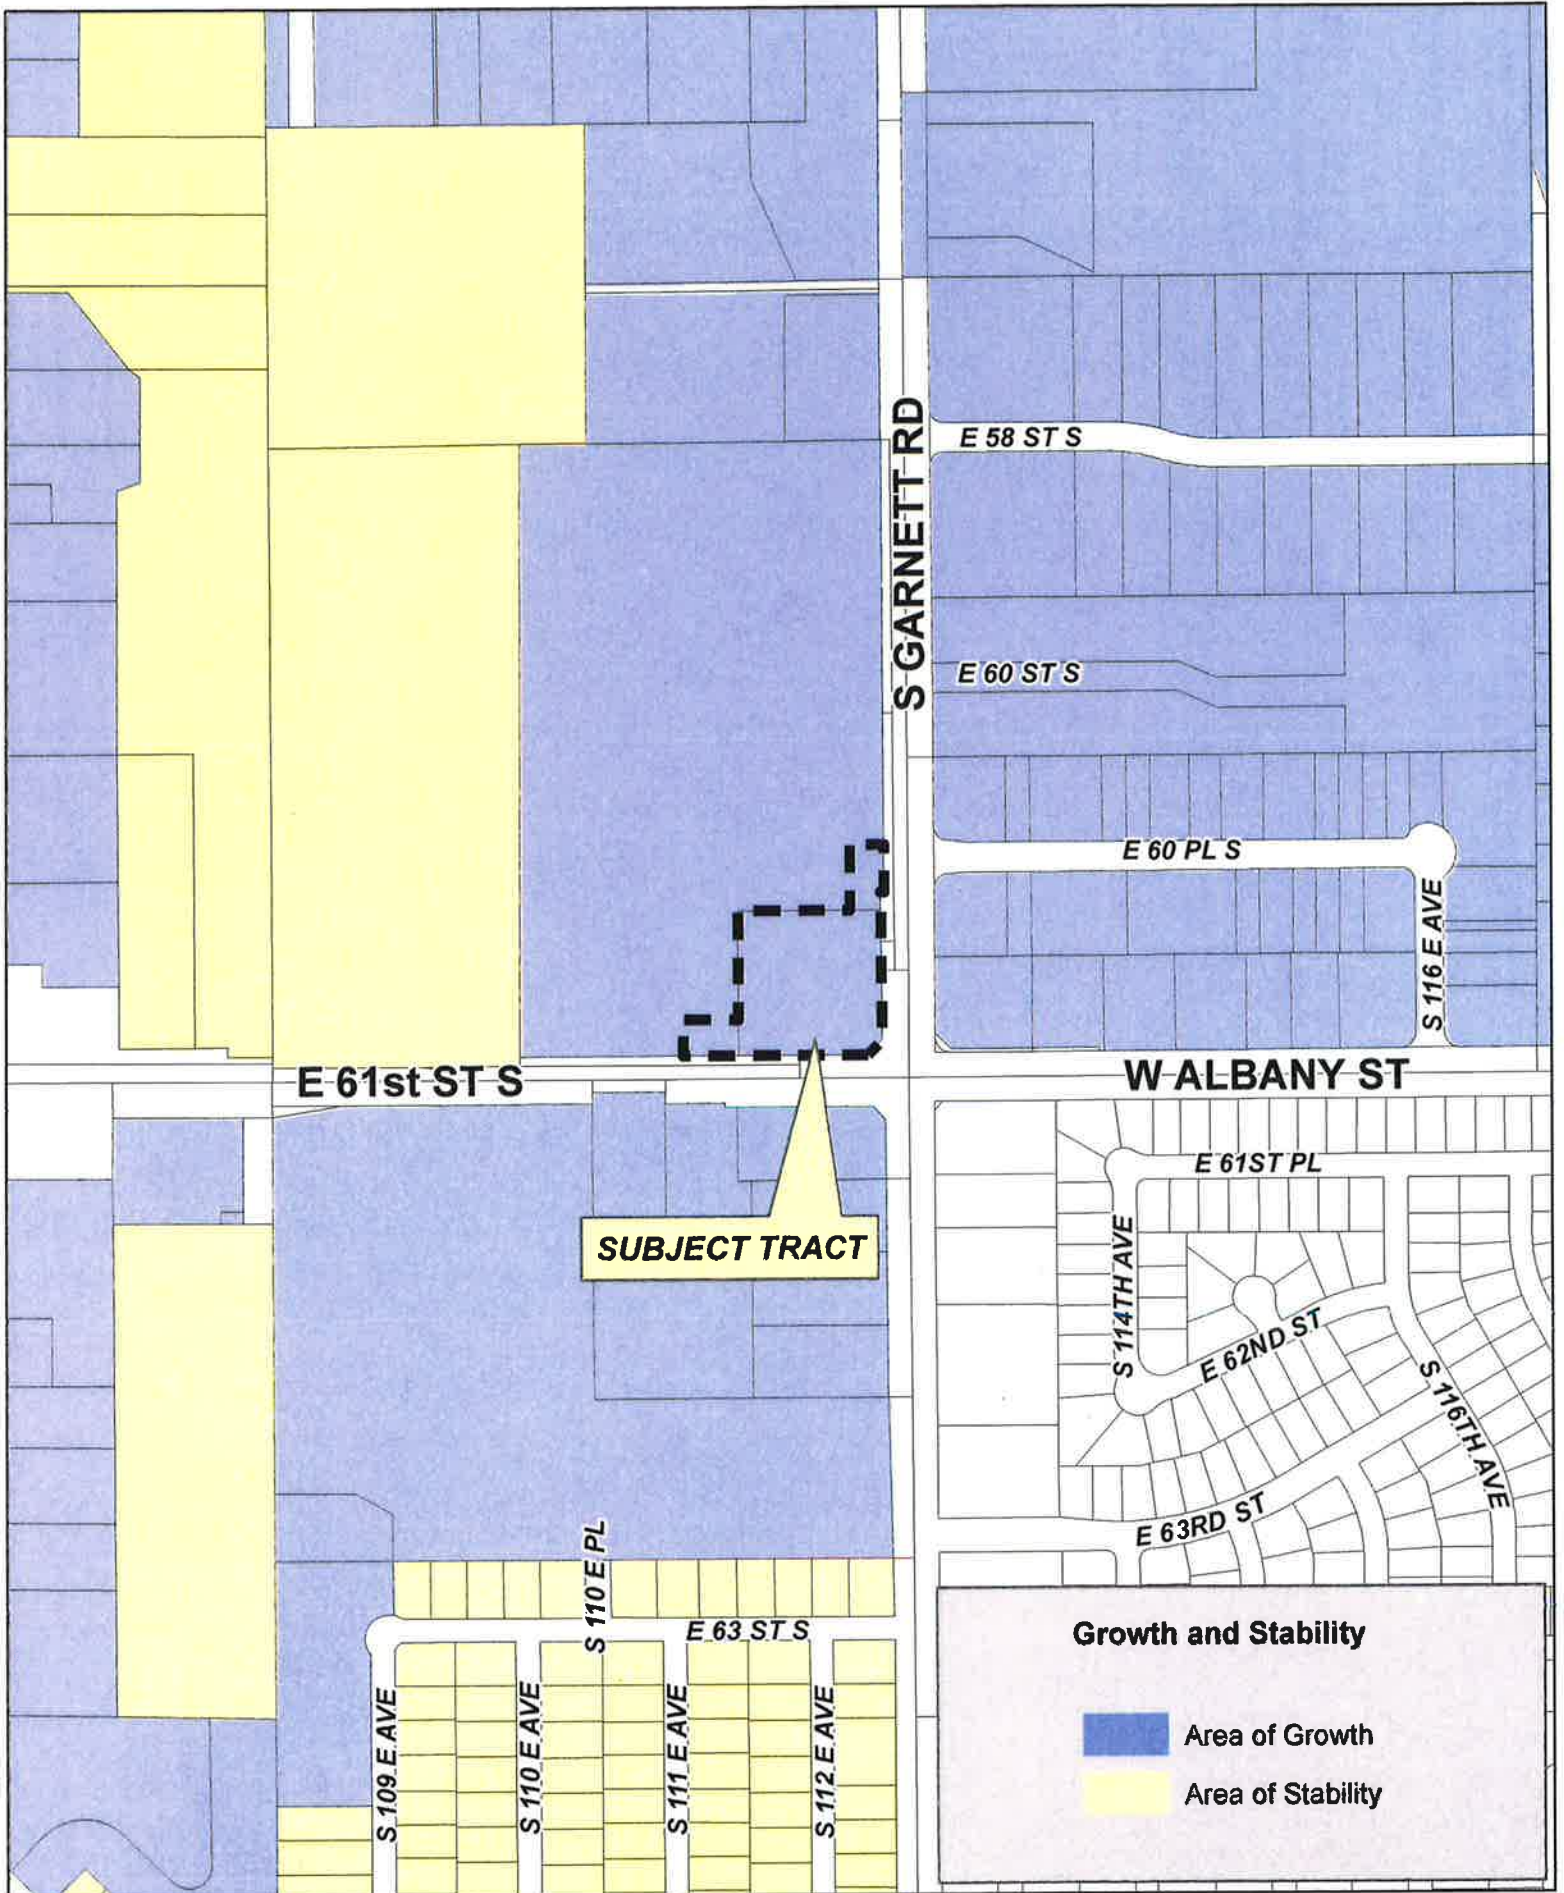 S GARNETT RD
E 58 ST S
E 60 ST S
E 60 PL S
S 116 E AVE
E 61st ST S
W ALBANY ST
E 61ST PL
SUBJECT TRACT
S 114TH AVE
E 62ND ST
S 116TH AVE
E 63RD ST
S 110 E PL
E 63 ST S
S 109 E AVE
S 110 E AVE
S 111 E AVE
S 112 E AVE
Growth and Stability
Area of Growth
Area of Stability